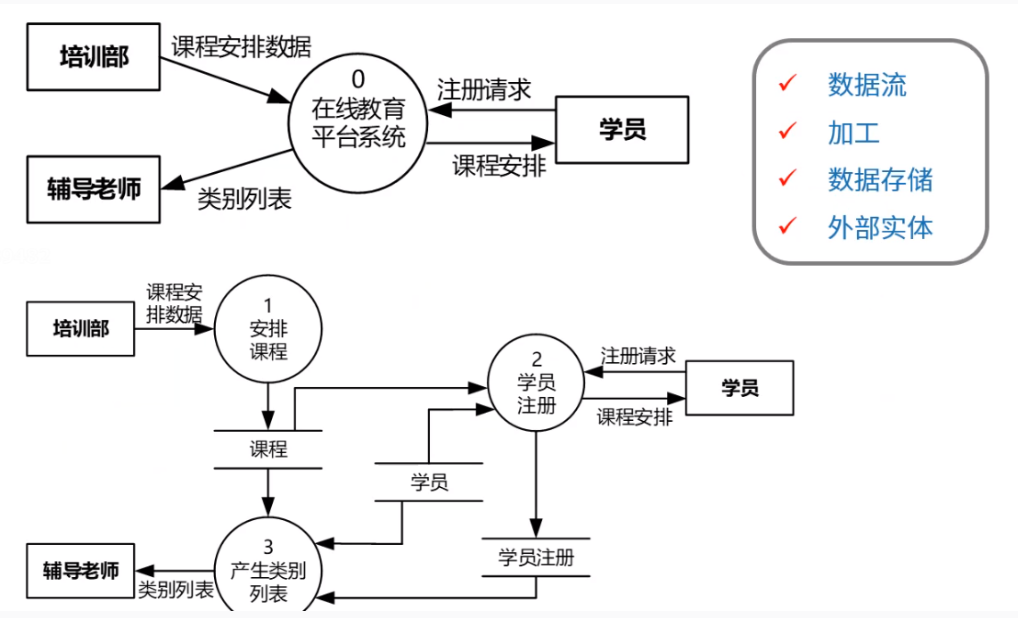 培训部
课程安排数据
0
在线教育
平台系统
注册请求
学员
课程安排
辅导老师
类别列表
数据流
加工
数据存储
外部实体
培训部
课程安
排数据
1
安排
课程
2
学员
注册
注册请求
学员
课程安排
课程
学员
学员注册
3
产生类别
列表
辅导老师
类别列表